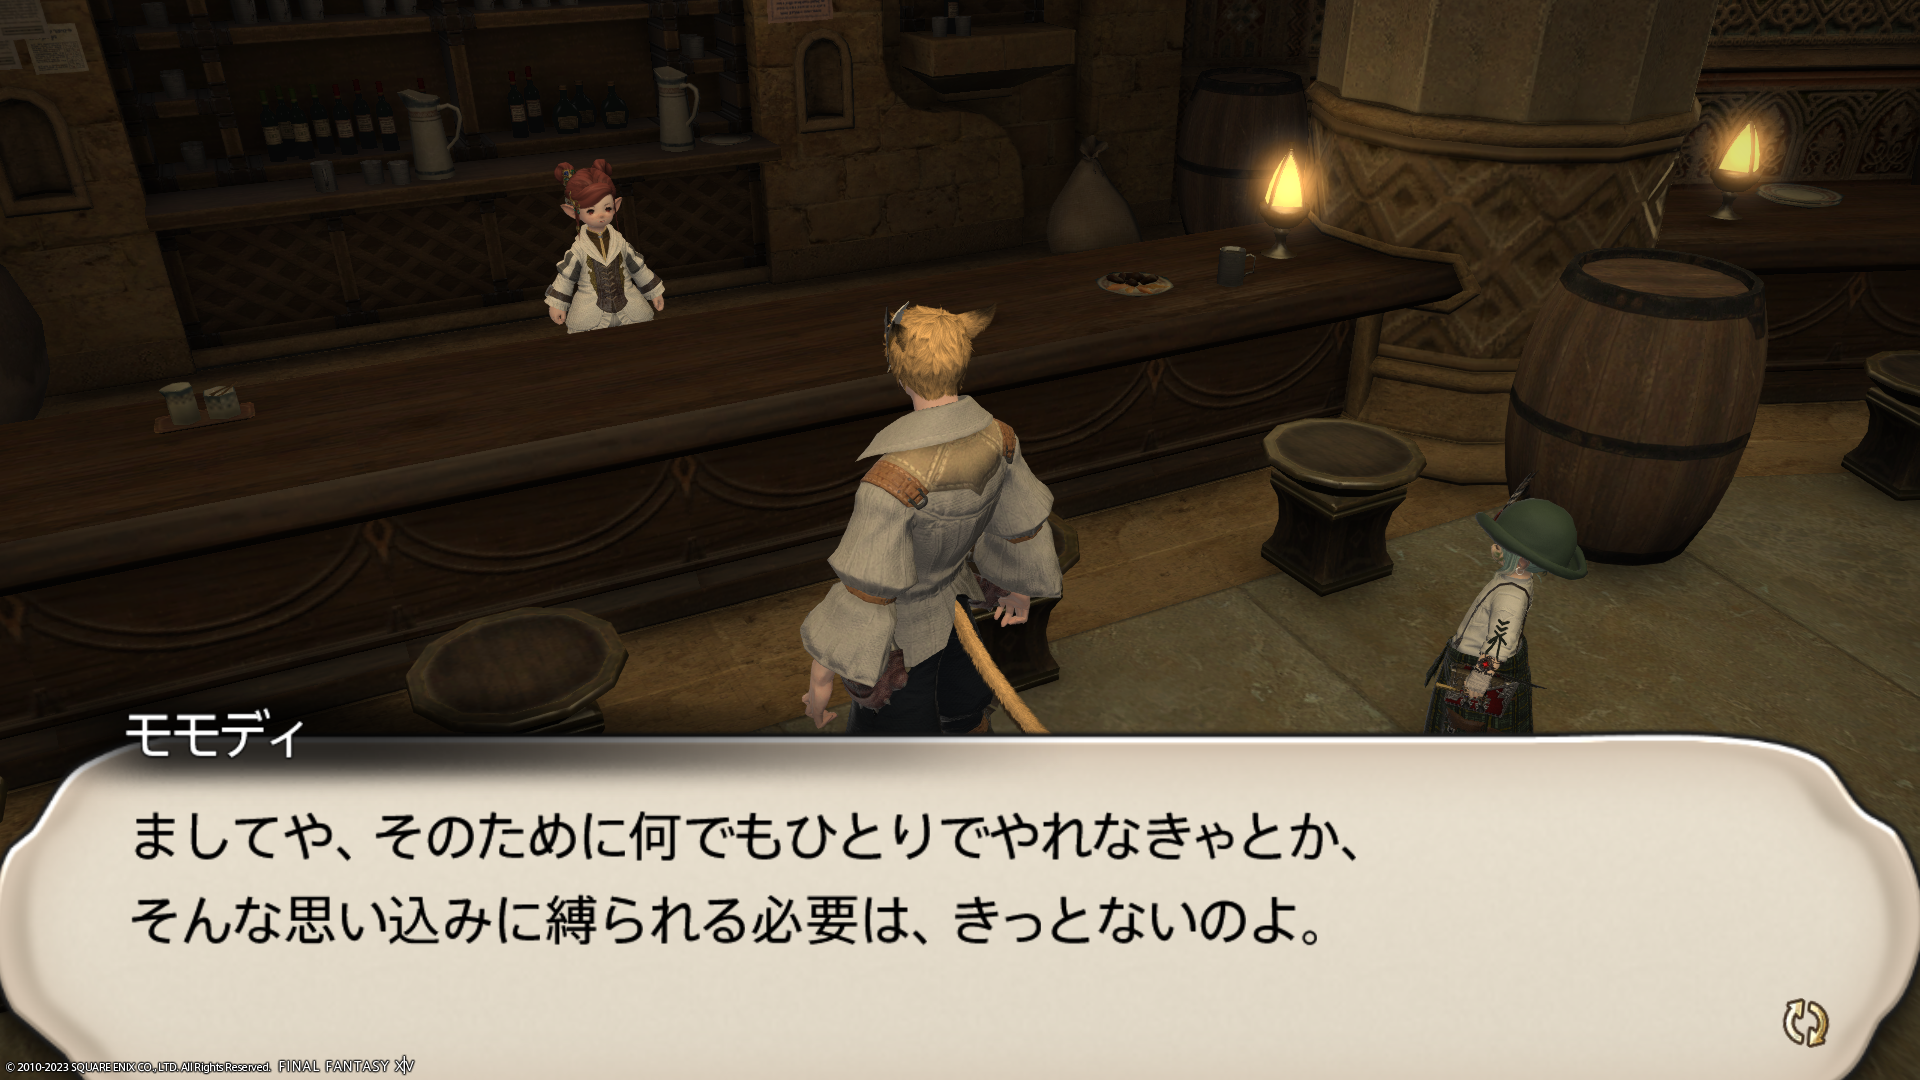 モモディ
ましてや、そのために何でもひとりでやれなきゃとか、
そんな思い込みに縛られる必要は、きっとないのよ。
© 2010-2023 SQUARE ENIX CO., LTD. All Rights Reserved. FINAL FANTASY XIV